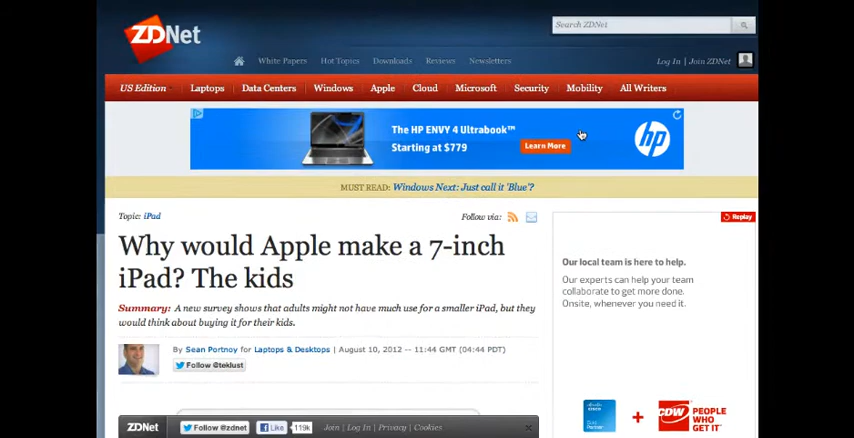 ZDNet
Search ZDNet
White Papers Hot Topics Downloads Reviews Newsletters
Log In | Join ZDNet
US Edition Laptops Data Centers Windows Apple Cloud Microsoft Security Mobility All Writers
The HP ENVY 4 Ultrabook™
Starting at $779
Learn More
hp
MUST READ: Windows Next: Just call it 'Blue'?
Topic: iPad
Follow via:
Why would Apple make a 7-inch
iPad? The kids
Summary: A new survey shows that adults might not have much use for a smaller iPad, but they
would think about buying it for their kids.
By Sean Portnoy for Laptops & Desktops | August 10, 2012 -- 11:44 GMT (04:44 PDT)
Follow @teklust
Replay
Our local team is here to help.
Our experts can help your team
collaborate to get more done.
Onsite, whenever you need it.
CDW
PEOPLE
WHO
GET IT
ZDNet Follow @zdnet Like 119k Join | Log In | Privacy | Cookies